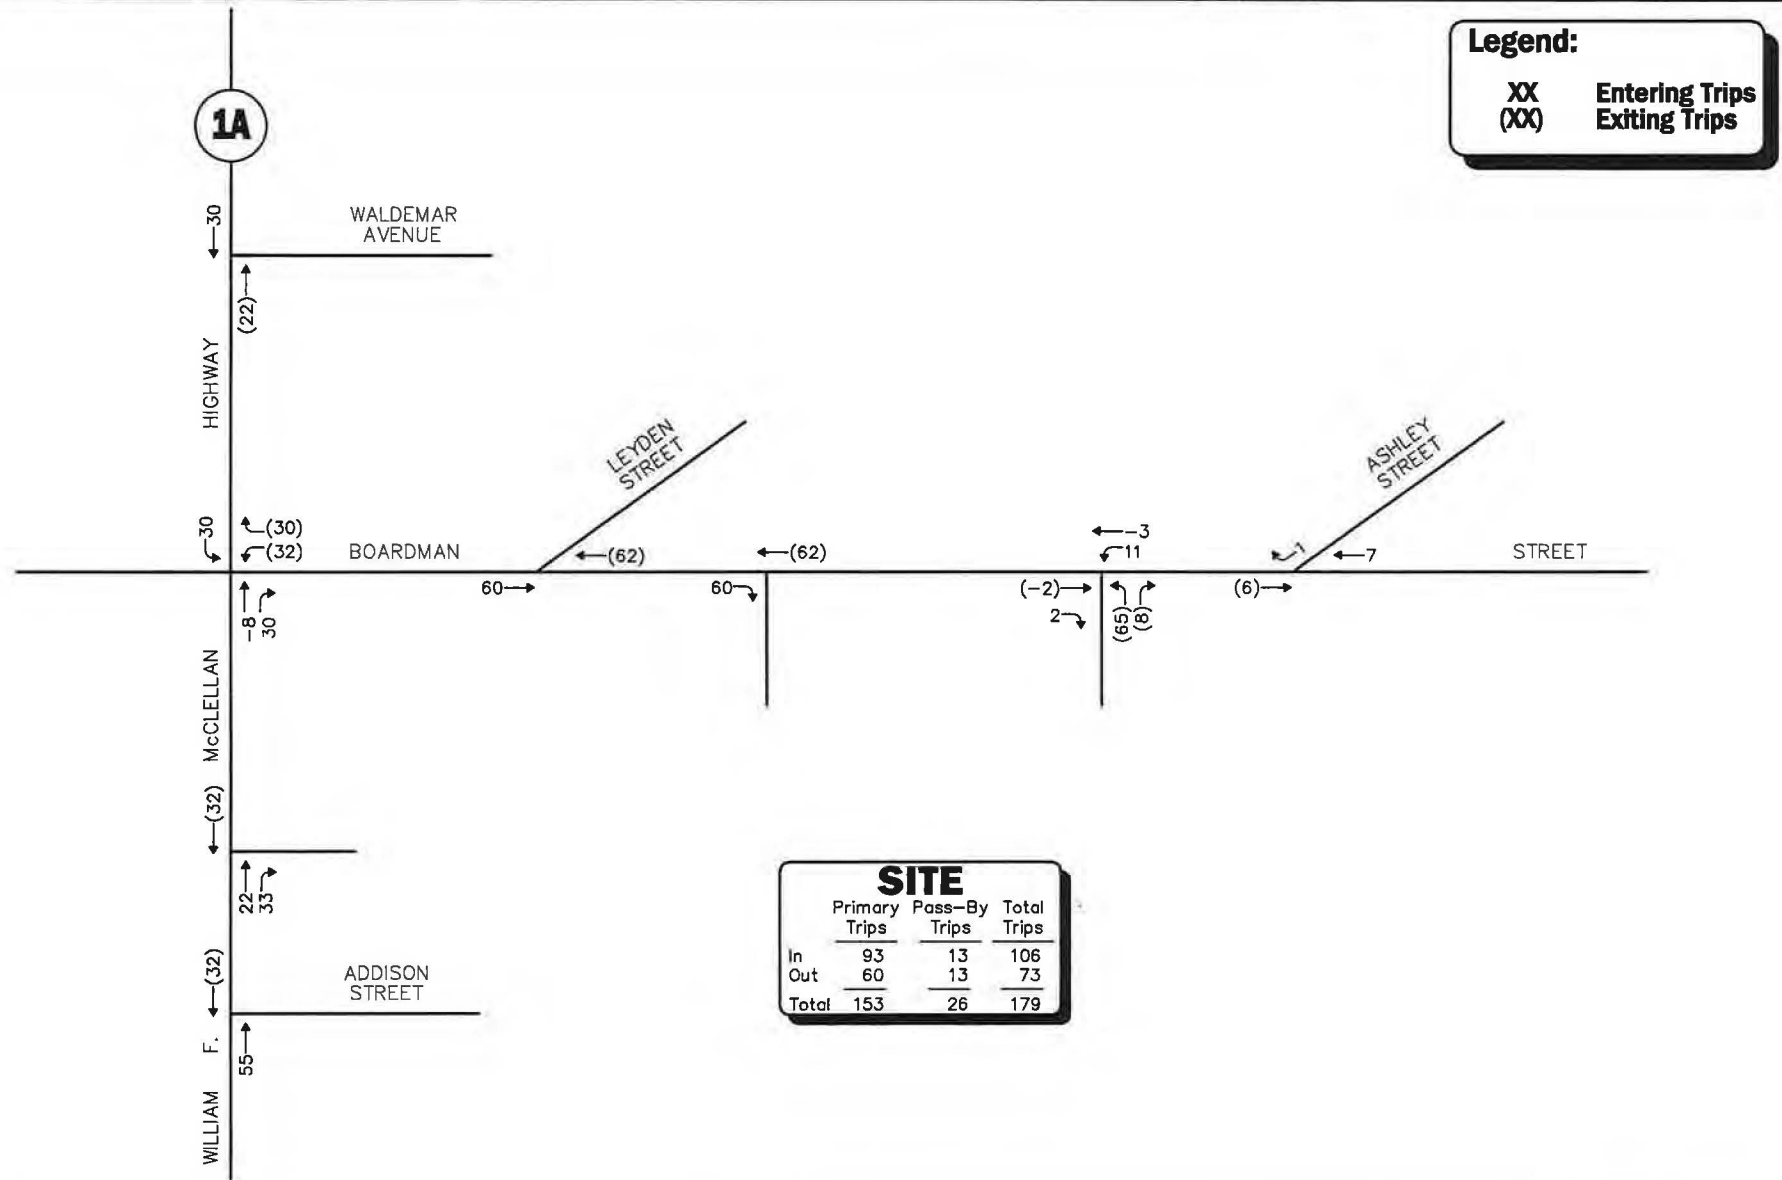 Legend:
XX Entering Trips
(XX) Exiting Trips
1A
30
WALDEMAR
AVENUE
(22)
HIGHWAY
LEYDEN
STREET
ASHLEY
STREET
30
(30)
(32)
BOARDMAN
(62)
(62)
-3
11
1
7
STREET
60
60
(-2)
2
(65)
(8)
(6)
-8
30
McCLELLAN
(32)
22
33
(32)
ADDISON
STREET
F.
55
WILLIAM
SITE
Primary Pass-By Total
Trips Trips Trips
In 93 13 106
Out 60 13 73
Total 153 26 179